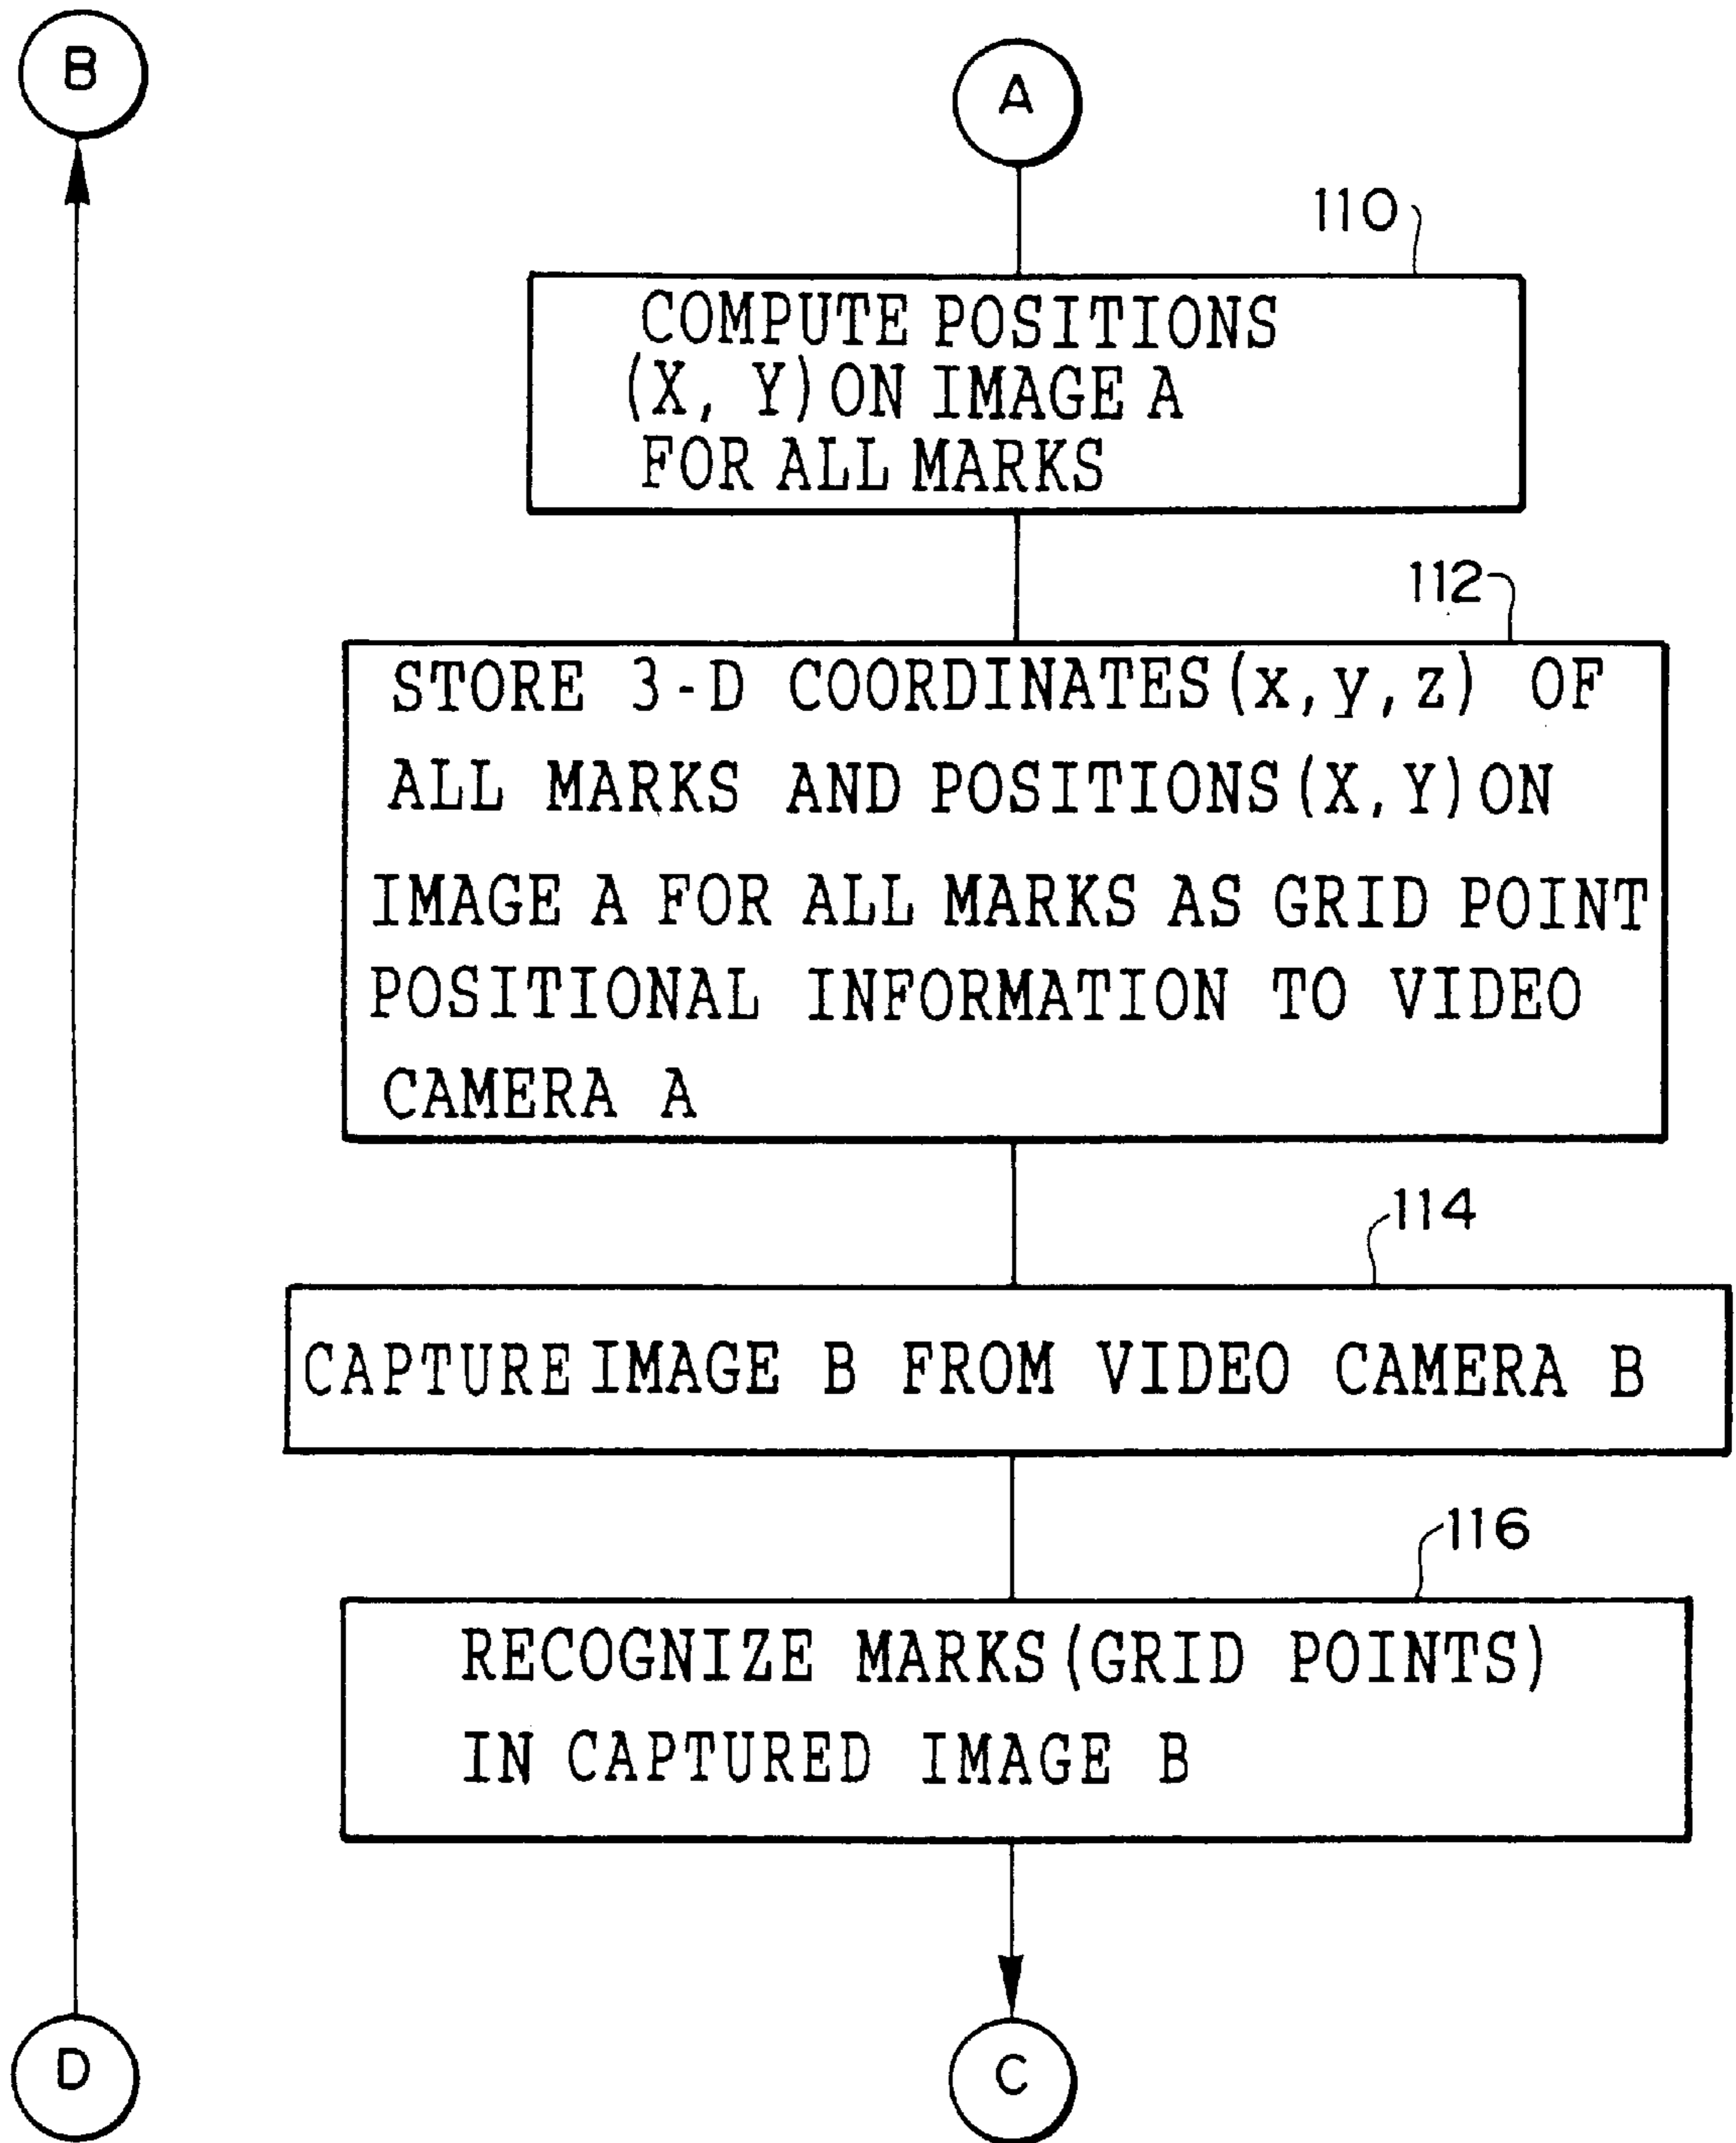 B
A
110
COMPUTE POSITIONS
(X, Y) ON IMAGE A
FOR ALL MARKS
112
STORE 3-D COORDINATES (x, y, z) OF
ALL MARKS AND POSITIONS (X, Y) ON
IMAGE A FOR ALL MARKS AS GRID POINT
POSITIONAL INFORMATION TO VIDEO
CAMERA A
114
CAPTURE IMAGE B FROM VIDEO CAMERA B
116
RECOGNIZE MARKS (GRID POINTS)
IN CAPTURED IMAGE B
D
C